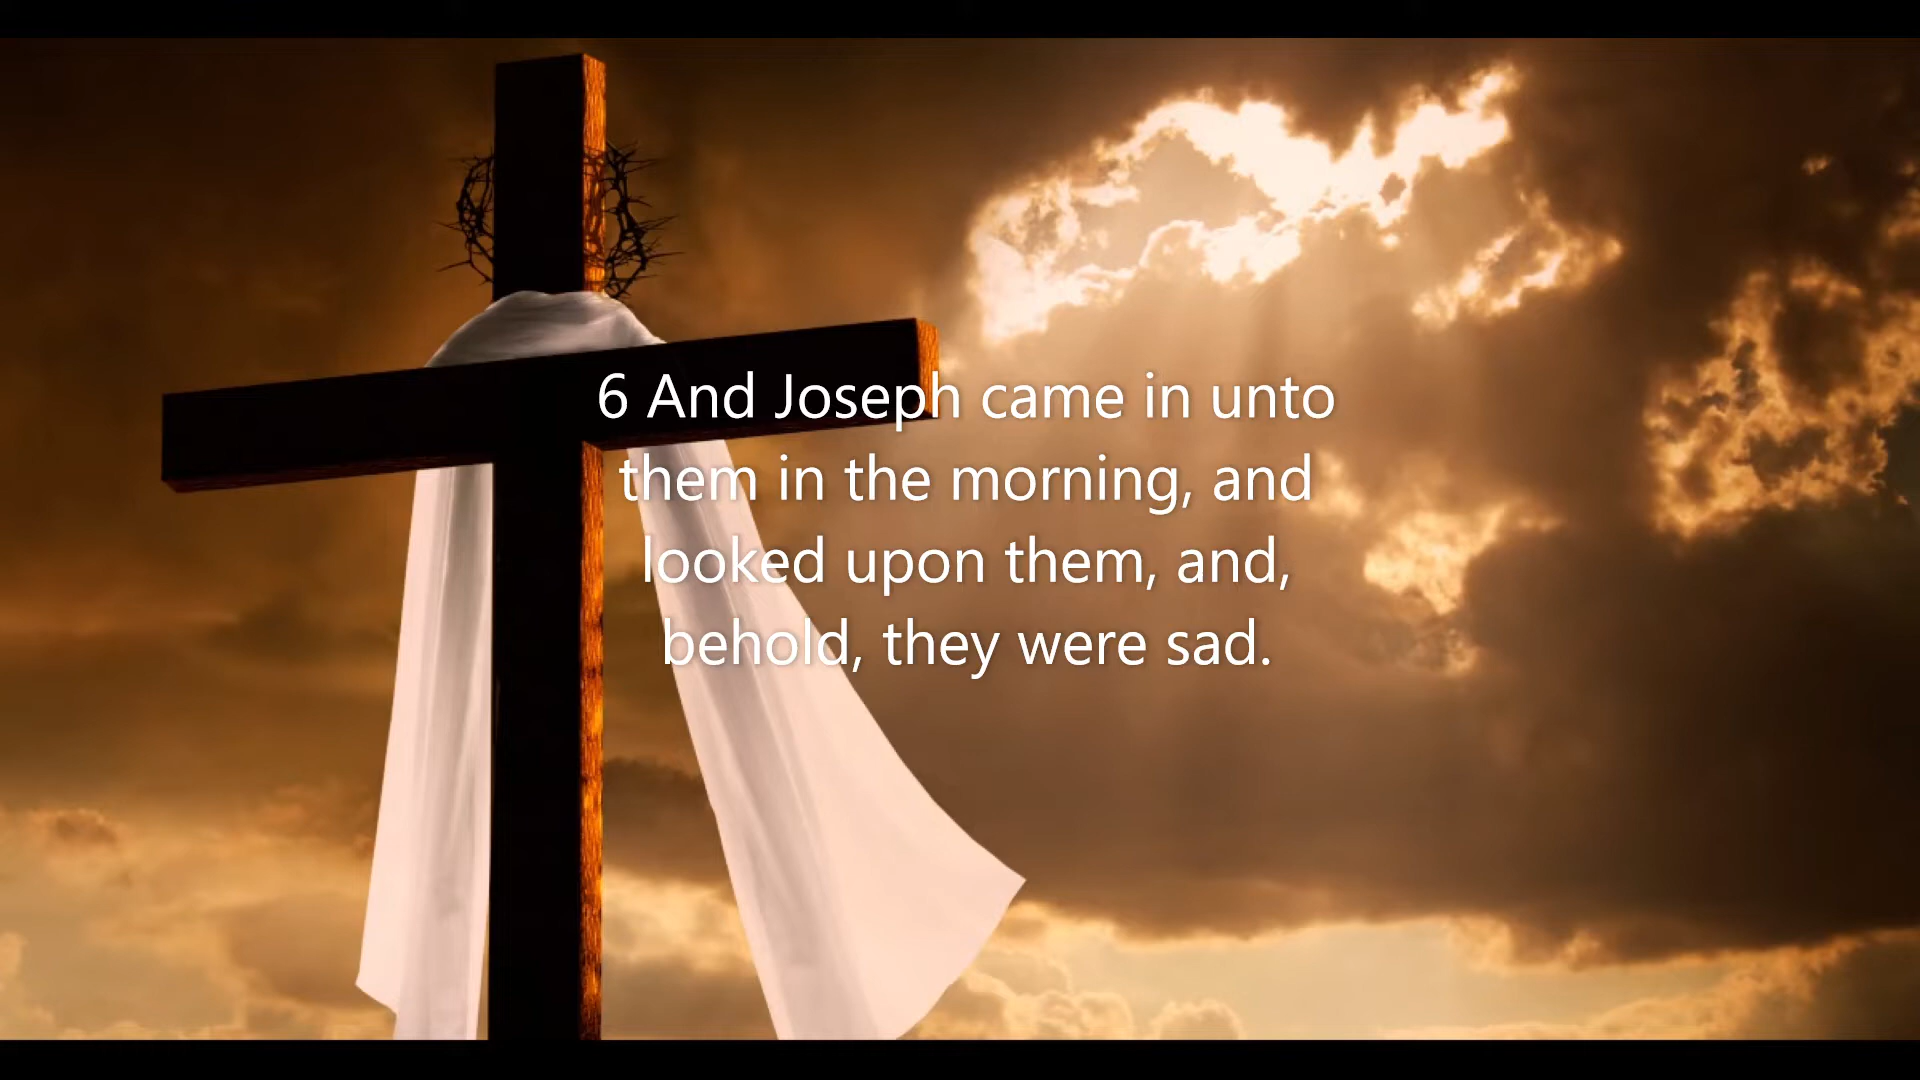 6 And Joseph came in unto
them in the morning, and
looked upon them, and,
behold, they were sad.